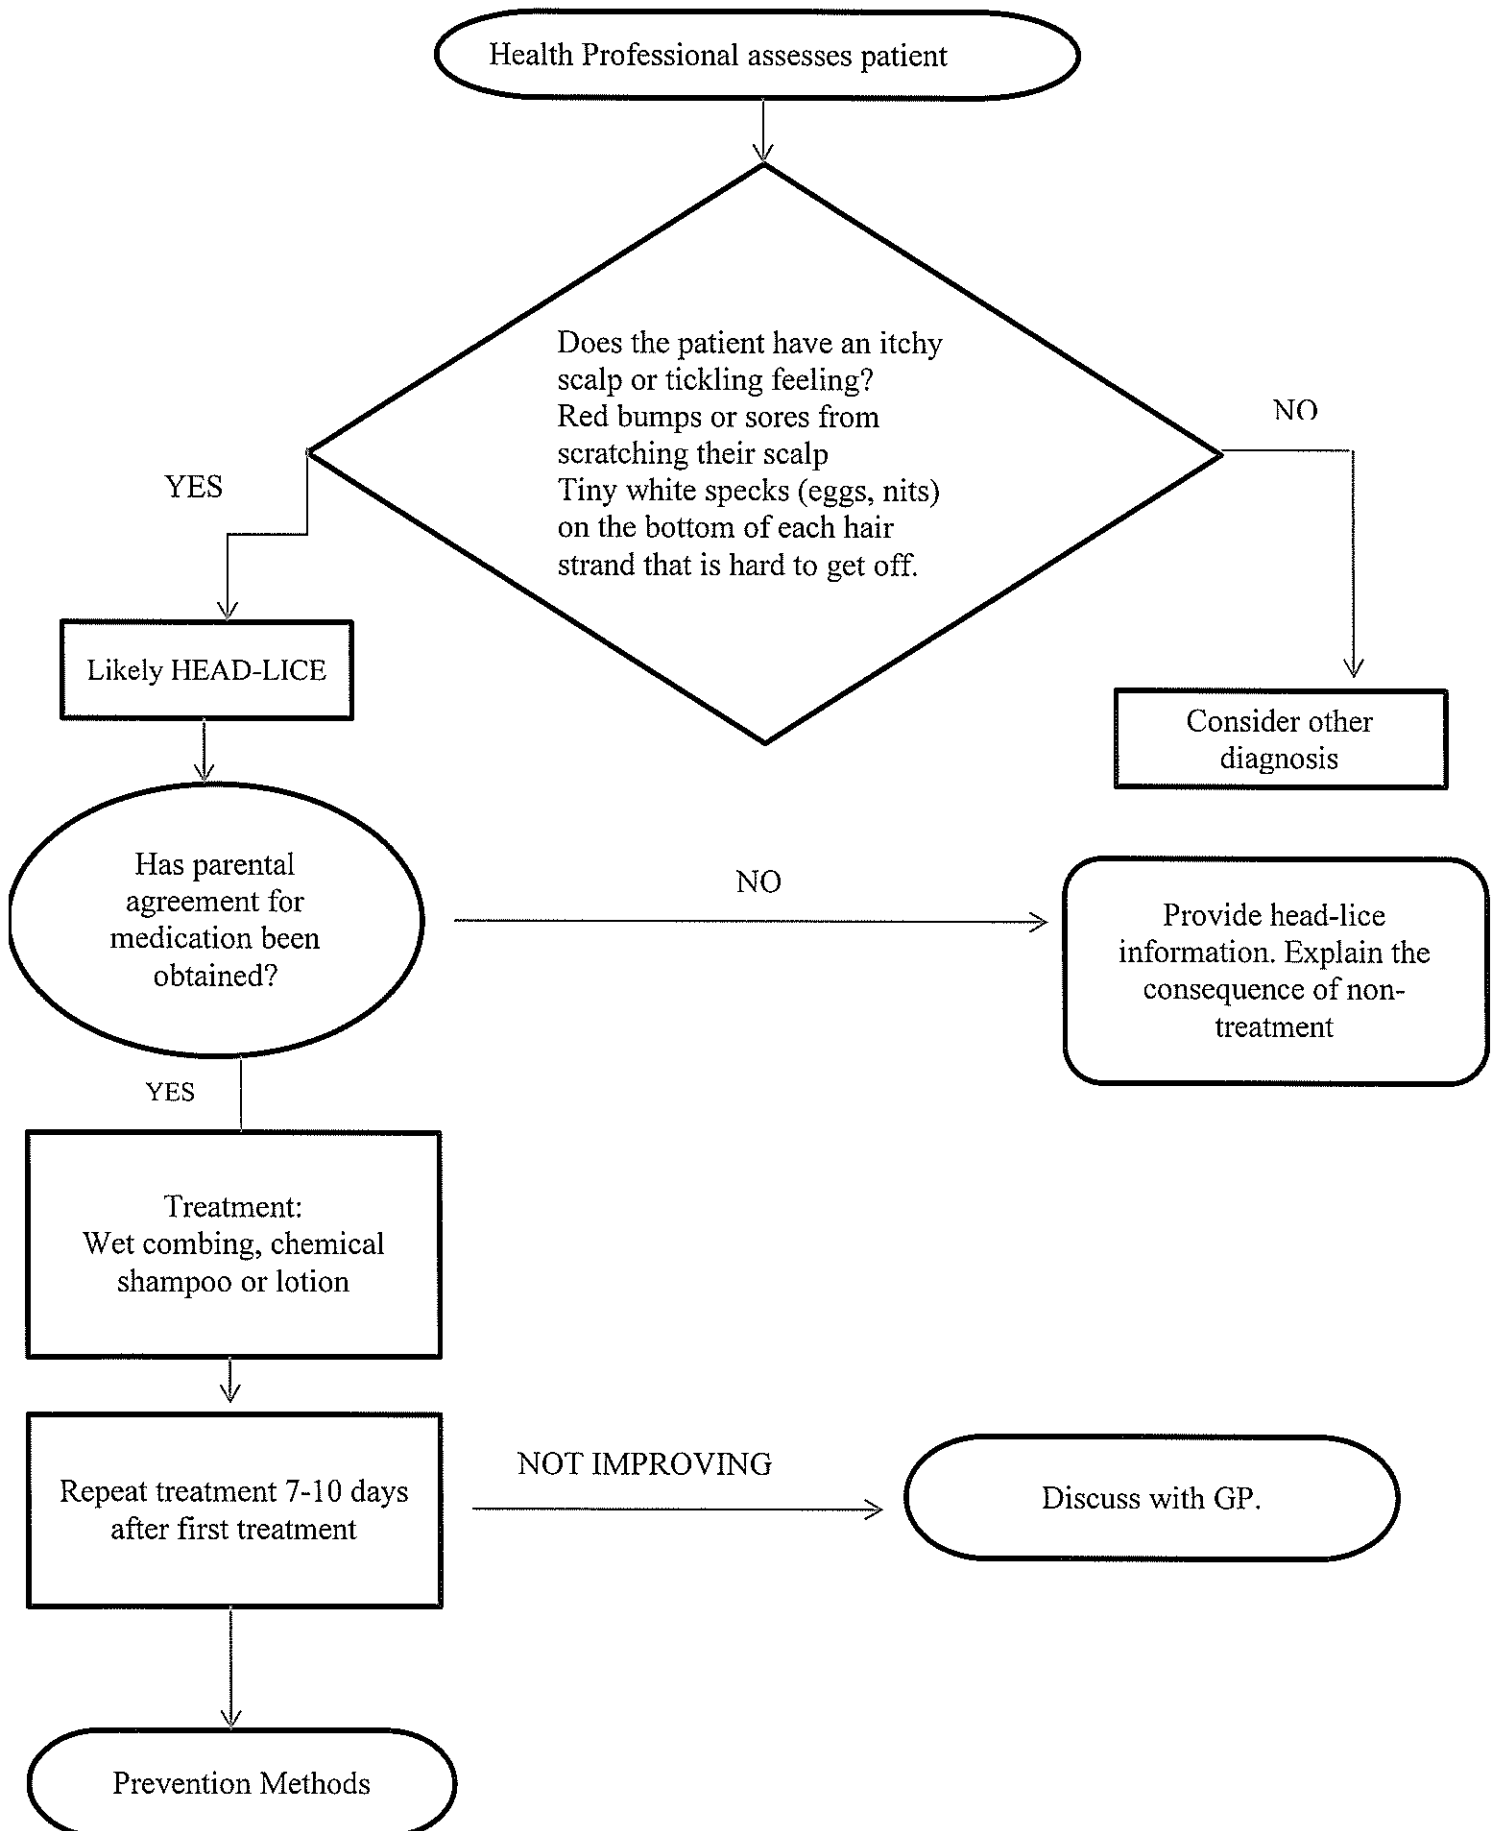 Health Professional assesses patient
Does the patient have an itchy
scalp or tickling feeling?
Red bumps or sores from
scratching their scalp
Tiny white specks (eggs, nits)
on the bottom of each hair
strand that is hard to get off.
YES
NO
Likely HEAD-LICE
Consider other
diagnosis
Has parental
agreement for
medication been
obtained?
NO
Provide head-lice
information. Explain the
consequence of non-
treatment
YES
Treatment:
Wet combing, chemical
shampoo or lotion
Repeat treatment 7-10 days
after first treatment
NOT IMPROVING
Discuss with GP.
Prevention Methods